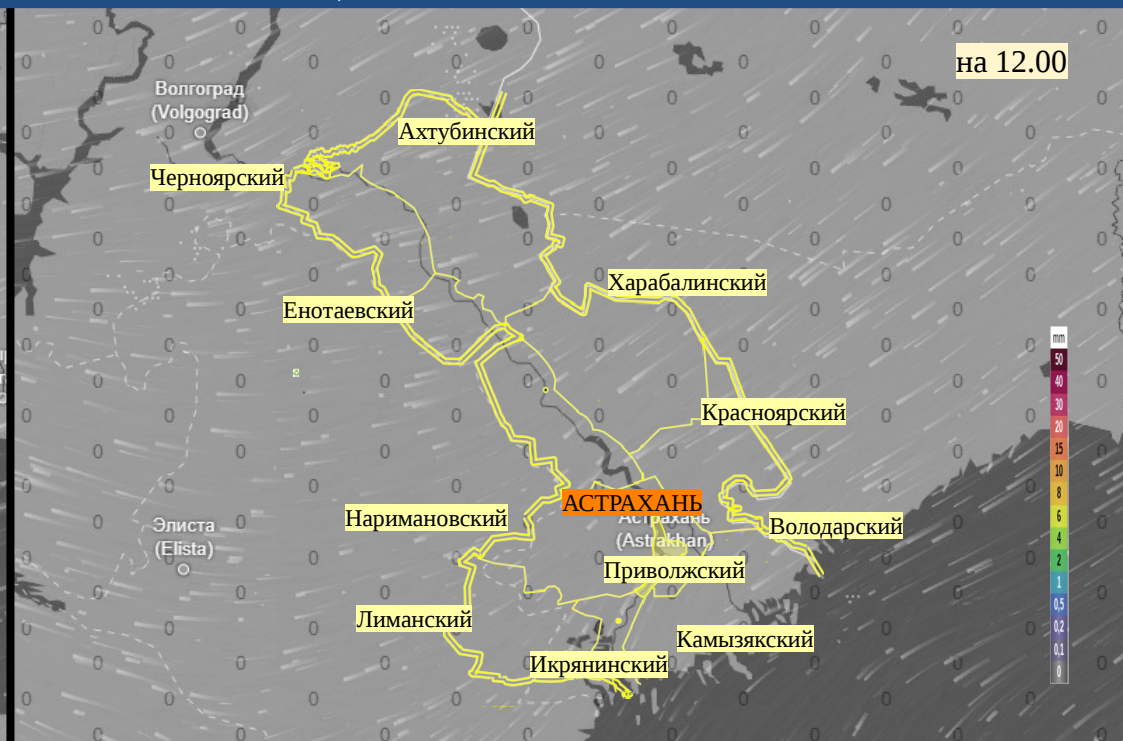 на 12.00
Волгоград
(Volgograd)
Ахтубинский
Черноярский
Харабалинский
Енотаевский
Красноярский
АСТРАХАНЬ
Астрахань
(Astrakhan)
Наримановский
Элиста
(Elista)
Володарский
Приволжский
Лиманский
Камызякский
Икрянинский
mm
50
40
30
20
15
10
8
6
4
2
1
0,5
0,2
0,1
0